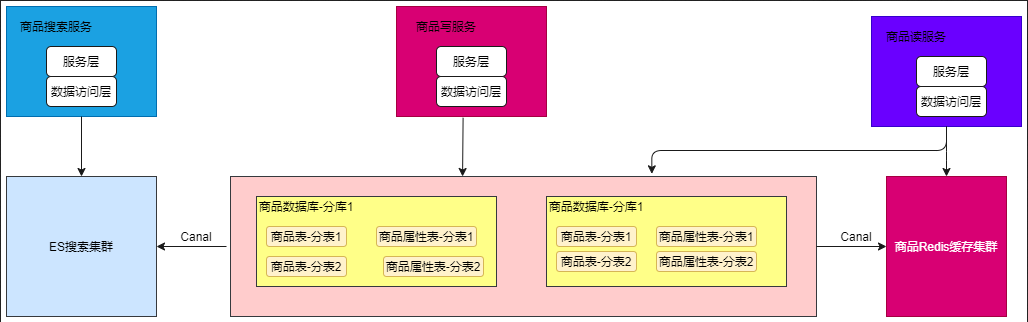 商品搜索服务
服务层
数据访问层
商品写服务
服务层
数据访问层
商品读服务
服务层
数据访问层
ES搜索集群
Canal
商品数据库-分库1
商品表-分表1
商品属性表-分表1
商品表-分表2
商品属性表-分表2
商品数据库-分库1
商品表-分表1
商品属性表-分表1
商品表-分表2
商品属性表-分表2
Canal
商品Redis缓存集群